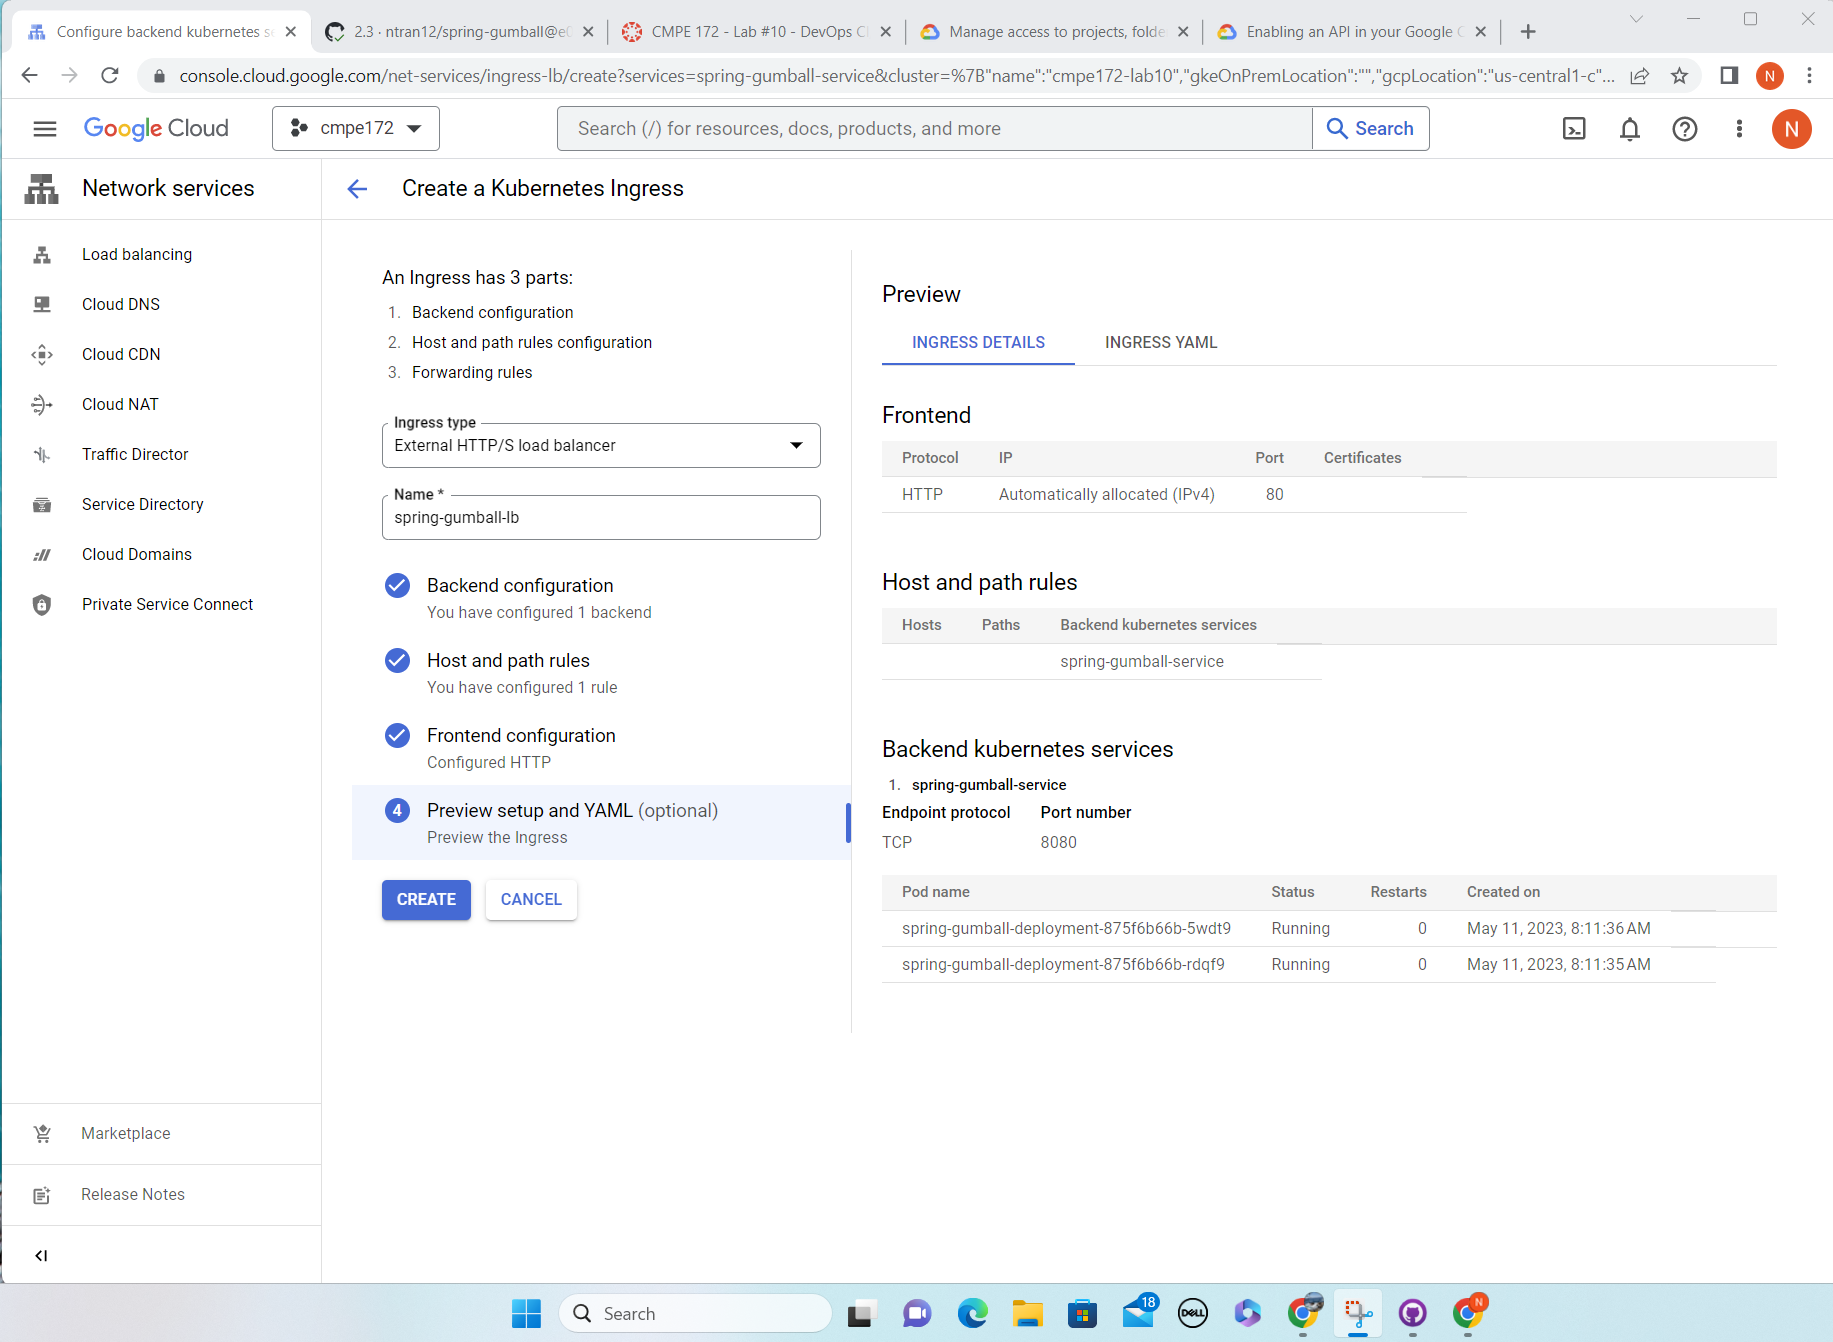 Configure backend kubernetes se
2.3 · ntran12/spring-gumball@e0
CMPE 172 - Lab #10 - DevOps CI
Manage access to projects, folde
Enabling an API in your Google C
console.cloud.google.com/net-services/ingress-lb/create?services=spring-gumball-service&cluster=%7B"name":"cmpe172-lab10","gkeOnPremLocation":"","gcpLocation":"us-central1-c"...
N
Google Cloud
cmpe172
Search (/) for resources, docs, products, and more
Search
N
Network services
Create a Kubernetes Ingress
Load balancing
Cloud DNS
Cloud CDN
Cloud NAT
Traffic Director
Service Directory
Cloud Domains
Private Service Connect
Marketplace
Release Notes
An Ingress has 3 parts:
1. Backend configuration
2. Host and path rules configuration
3. Forwarding rules
Ingress type
External HTTP/S load balancer
Name *
spring-gumball-lb
Backend configuration
You have configured 1 backend
Host and path rules
You have configured 1 rule
Frontend configuration
Configured HTTP
4 Preview setup and YAML (optional)
Preview the Ingress
CREATE CANCEL
Preview
INGRESS DETAILS INGRESS YAML
Frontend
Protocol IP Port Certificates
HTTP Automatically allocated (IPv4) 80
Host and path rules
Hosts Paths Backend kubernetes services
spring-gumball-service
Backend kubernetes services
1. spring-gumball-service
Endpoint protocol Port number
TCP 8080
Pod name Status Restarts Created on
spring-gumball-deployment-875f6b66b-5wdt9 Running 0 May 11, 2023, 8:11:36 AM
spring-gumball-deployment-875f6b66b-rdqf9 Running 0 May 11, 2023, 8:11:35 AM
Search
18
DELL
N